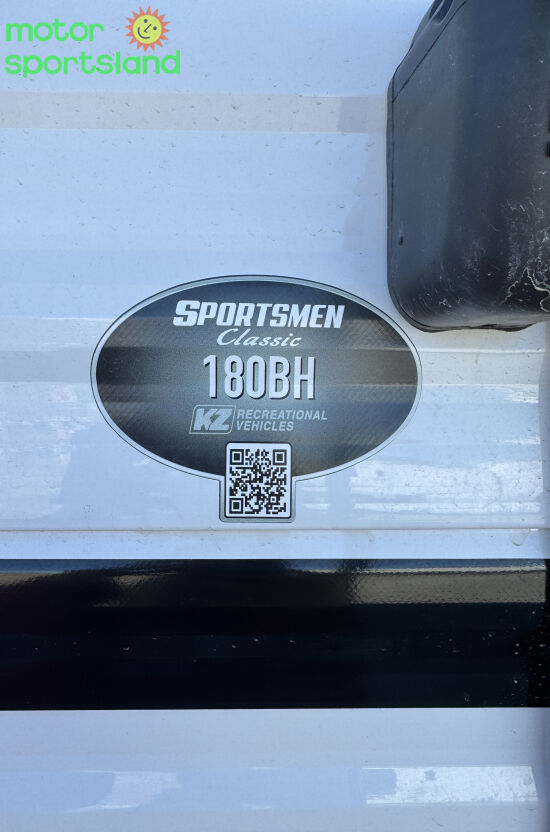 motor
sportsland
SPORTSMEN
Classic
180BH
KZ RECREATIONAL
VEHICLES